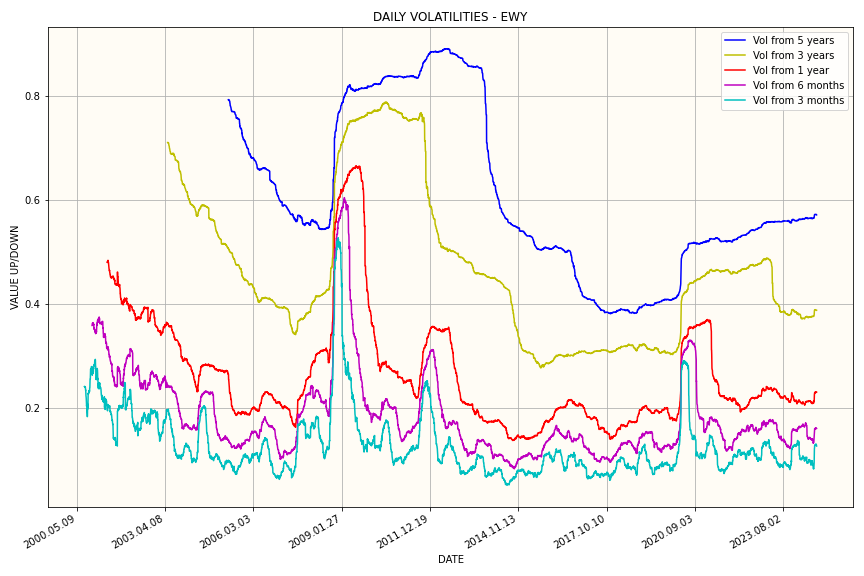 DAILY VOLATILITIES - EWY
Vol from 5 years
Vol from 3 years
Vol from 1 year
Vol from 6 months
Vol from 3 months
VALUE UP/DOWN
0.8
0.6
0.4
0.2
2000.05.09
2003.04.08
2006.03.03
2009.01.27
2011.12.19
2014.11.13
2017.10.10
2020.09.03
2023.08.02
DATE